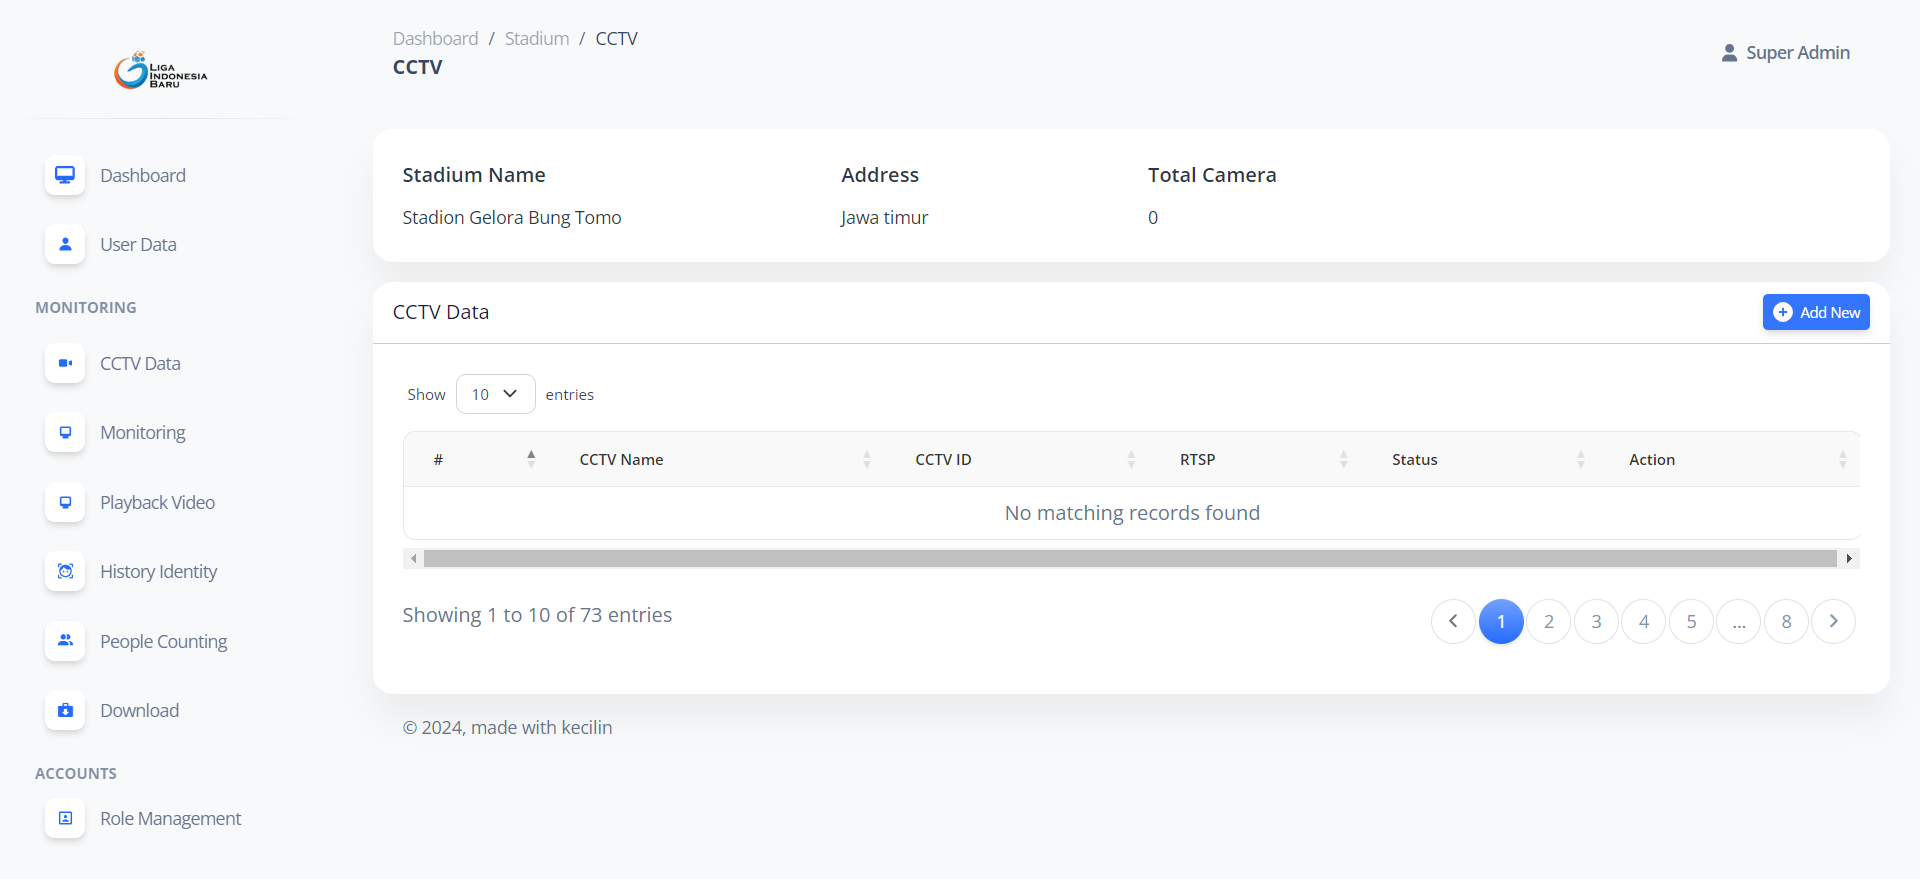 LIGA
INDONESIA
BARU
Dashboard / Stadium / CCTV
CCTV
Super Admin
Dashboard
User Data
MONITORING
CCTV Data
Monitoring
Playback Video
History Identity
People Counting
Download
ACCOUNTS
Role Management
Stadium Name Address Total Camera
Stadion Gelora Bung Tomo Jawa timur 0
CCTV Data
Add New
Show 10 entries
# CCTV Name CCTV ID RTSP Status Action
No matching records found
Showing 1 to 10 of 73 entries
1 2 3 4 5 ... 8
© 2024, made with kecilin